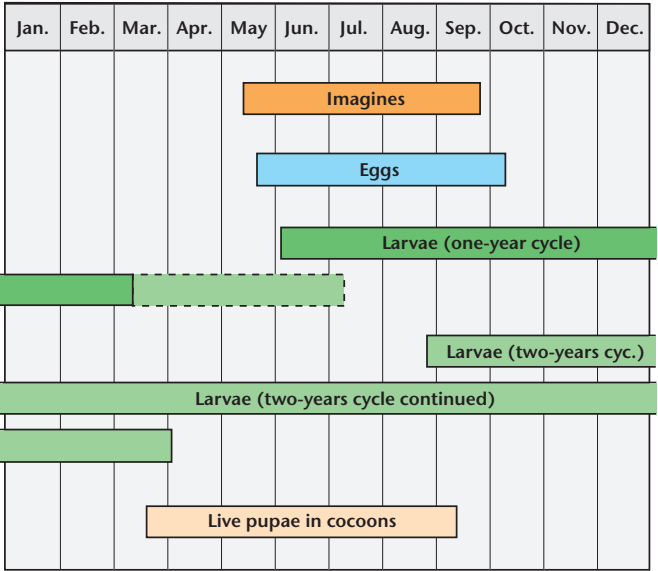 Jan. Feb. Mar. Apr. May Jun. Jul. Aug. Sep. Oct. Nov. Dec.
Imagines
Eggs
Larvae (one-year cycle)
Larvae (two-years cyc.)
Larvae (two-years cycle continued)
Live pupae in cocoons